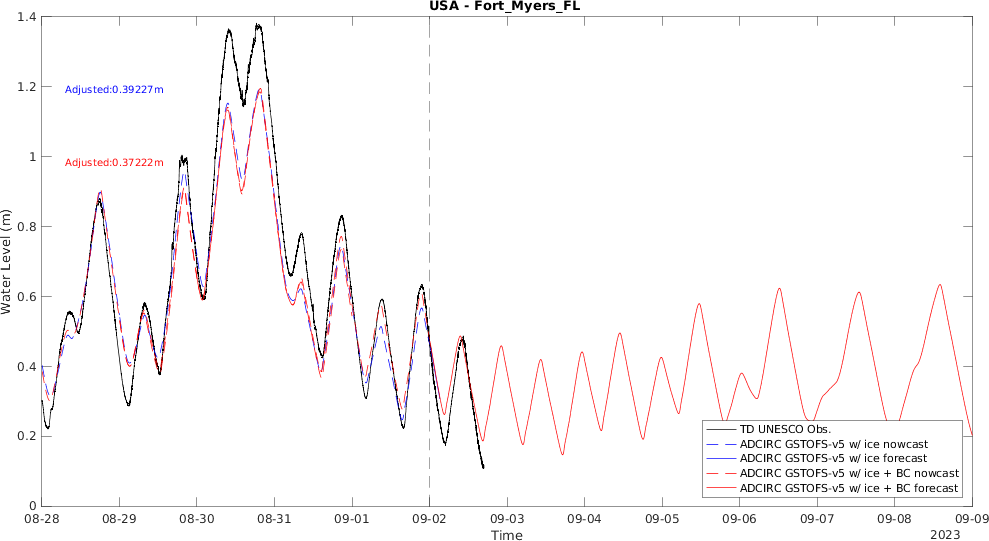 USA - Fort_Myers_FL
1.4
1.2
1
0.8
0.6
0.4
0.2
0
Water Level (m)
Adjusted:0.39227m
Adjusted:0.37222m
TD UNESCO Obs.
ADCIRC GSTOFS-v5 w/ ice nowcast
ADCIRC GSTOFS-v5 w/ ice forecast
ADCIRC GSTOFS-v5 w/ ice + BC nowcast
ADCIRC GSTOFS-v5 w/ ice + BC forecast
08-28 08-29 08-30 08-31 09-01 09-02 09-03 09-04 09-05 09-06 09-07 09-08 09-09
Time
2023